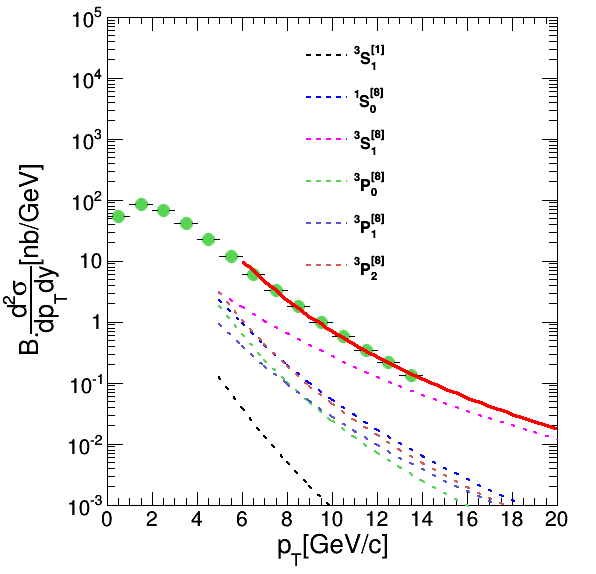 B. d²σ/dp_T dy [nb/GeV]
10⁵
10⁴
10³
10²
10
1
10⁻¹
10⁻²
10⁻³
³S₁^[1]
¹S₀^[8]
³S₁^[8]
³P₀^[8]
³P₁^[8]
³P₂^[8]
0 2 4 6 8 10 12 14 16 18 20
p_T[GeV/c]